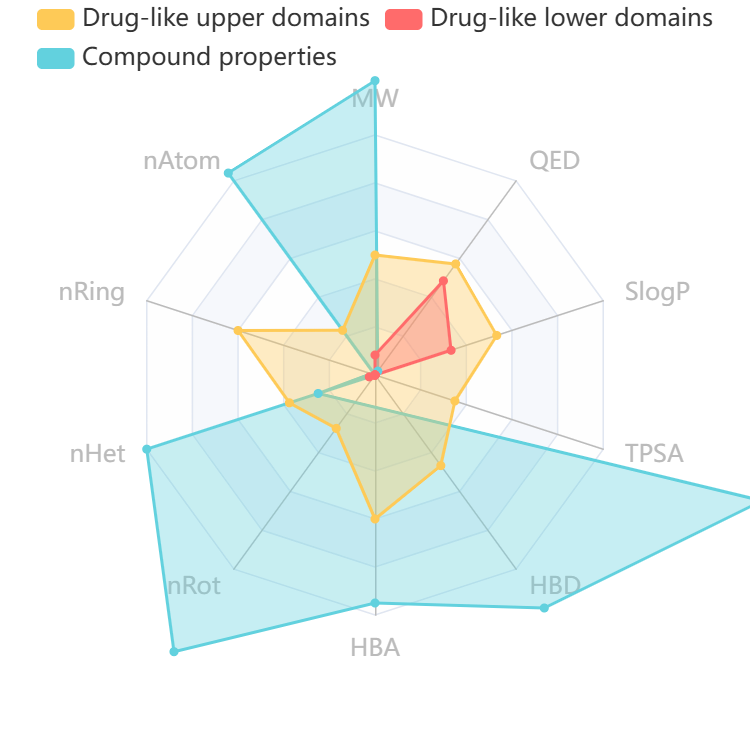 Drug-like upper domains Drug-like lower domains
Compound properties
MW
nAtom QED
nRing SlogP
nHet TPSA
nRot HBD
HBA